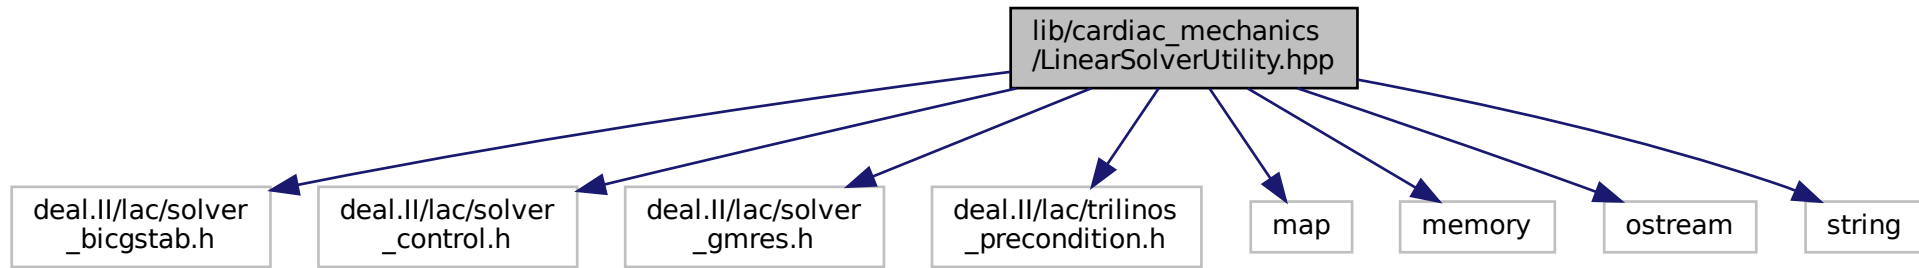 lib/cardiac_mechanics
/LinearSolverUtility.hpp
deal.II/lac/solver
_bicgstab.h
deal.II/lac/solver
_control.h
deal.II/lac/solver
_gmres.h
deal.II/lac/trilinos
_precondition.h
map
memory
ostream
string